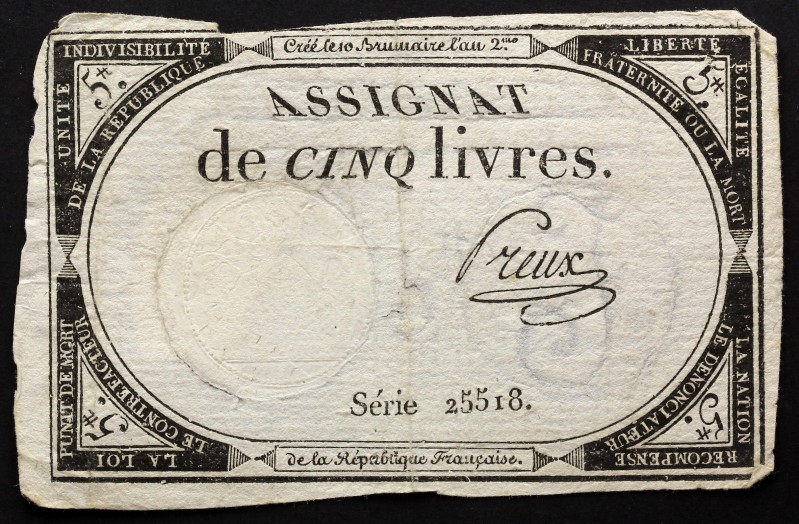 UNITÉ INDIVISIBILITÉ
DE LA RÉPUBLIQUE
5#.
Créé le 10 Brumaire l'an 2.me
LIBERTÉ ÉGALITÉ
FRATERNITÉ OU LA MORT
5#.
ASSIGNAT
de CINQ livres.
Preux
Série 25518.
LA LOI PUNIT DE MORT
LE CONTREFACTEUR
5#.
de la République Française.
LA NATION RÉCOMPENSE
LE DÉNONCIATEUR
5#.